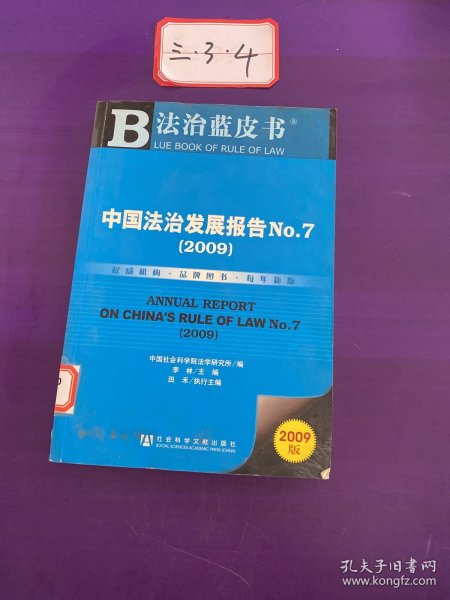 三·3·4
B 法治蓝皮书®
LUE BOOK OF RULE OF LAW
中国法治发展报告No.7
(2009)
权威机构·品牌图书·每年新版
ANNUAL REPORT
ON CHINA'S RULE OF LAW No.7
(2009)
中国社会科学院法学研究所/编
李 林/主 编
田 禾/执行主编
社会科学文献出版社
SOCIAL SCIENCES ACADEMIC PRESS (CHINA)
2009
版
孔夫子旧书网
www.kongfz.com